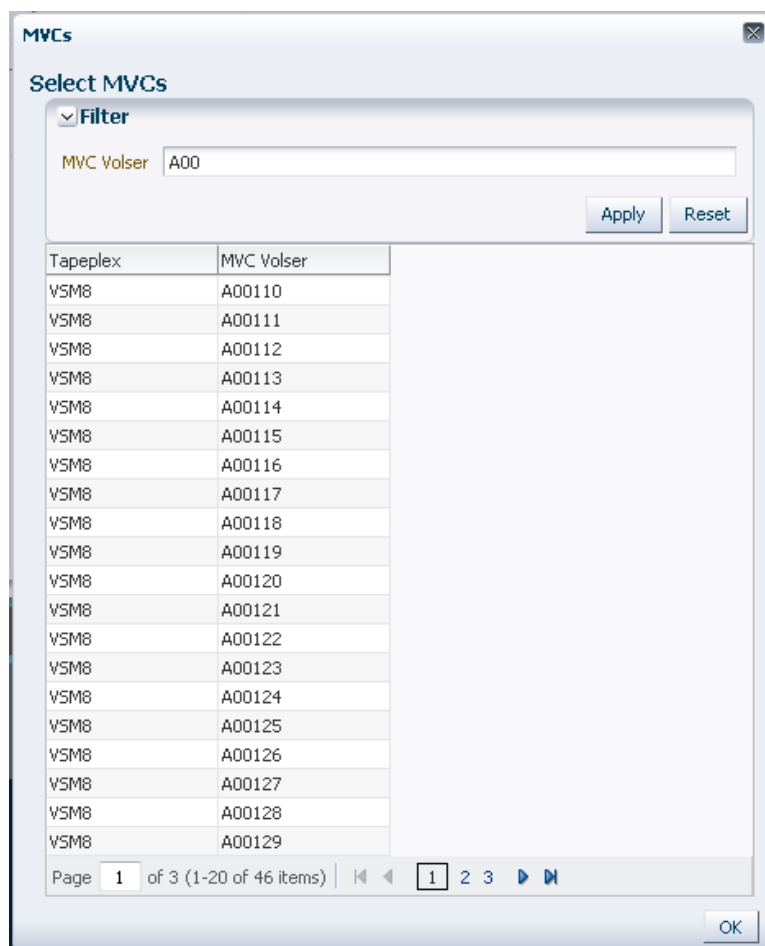 MVCs
Select MVCs
Filter
MVC Volser A00
Apply Reset
Tapeplex MVC Volser
VSM8 A00110
VSM8 A00111
VSM8 A00112
VSM8 A00113
VSM8 A00114
VSM8 A00115
VSM8 A00116
VSM8 A00117
VSM8 A00118
VSM8 A00119
VSM8 A00120
VSM8 A00121
VSM8 A00122
VSM8 A00123
VSM8 A00124
VSM8 A00125
VSM8 A00126
VSM8 A00127
VSM8 A00128
VSM8 A00129
Page 1 of 3 (1-20 of 46 items) 1 2 3
OK